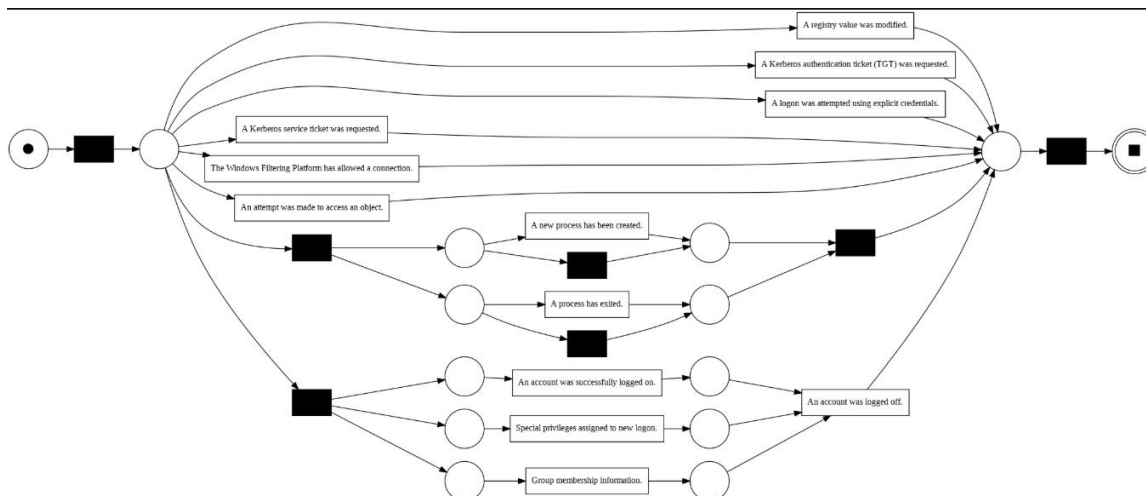 A registry value was modified.
A Kerberos authentication ticket (TGT) was requested.
A logon was attempted using explicit credentials.
A Kerberos service ticket was requested.
The Windows Filtering Platform has allowed a connection.
An attempt was made to access an object.
A new process has been created.
A process has exited.
An account was successfully logged on.
An account was logged off.
Special privileges assigned to new logon.
Group membership information.